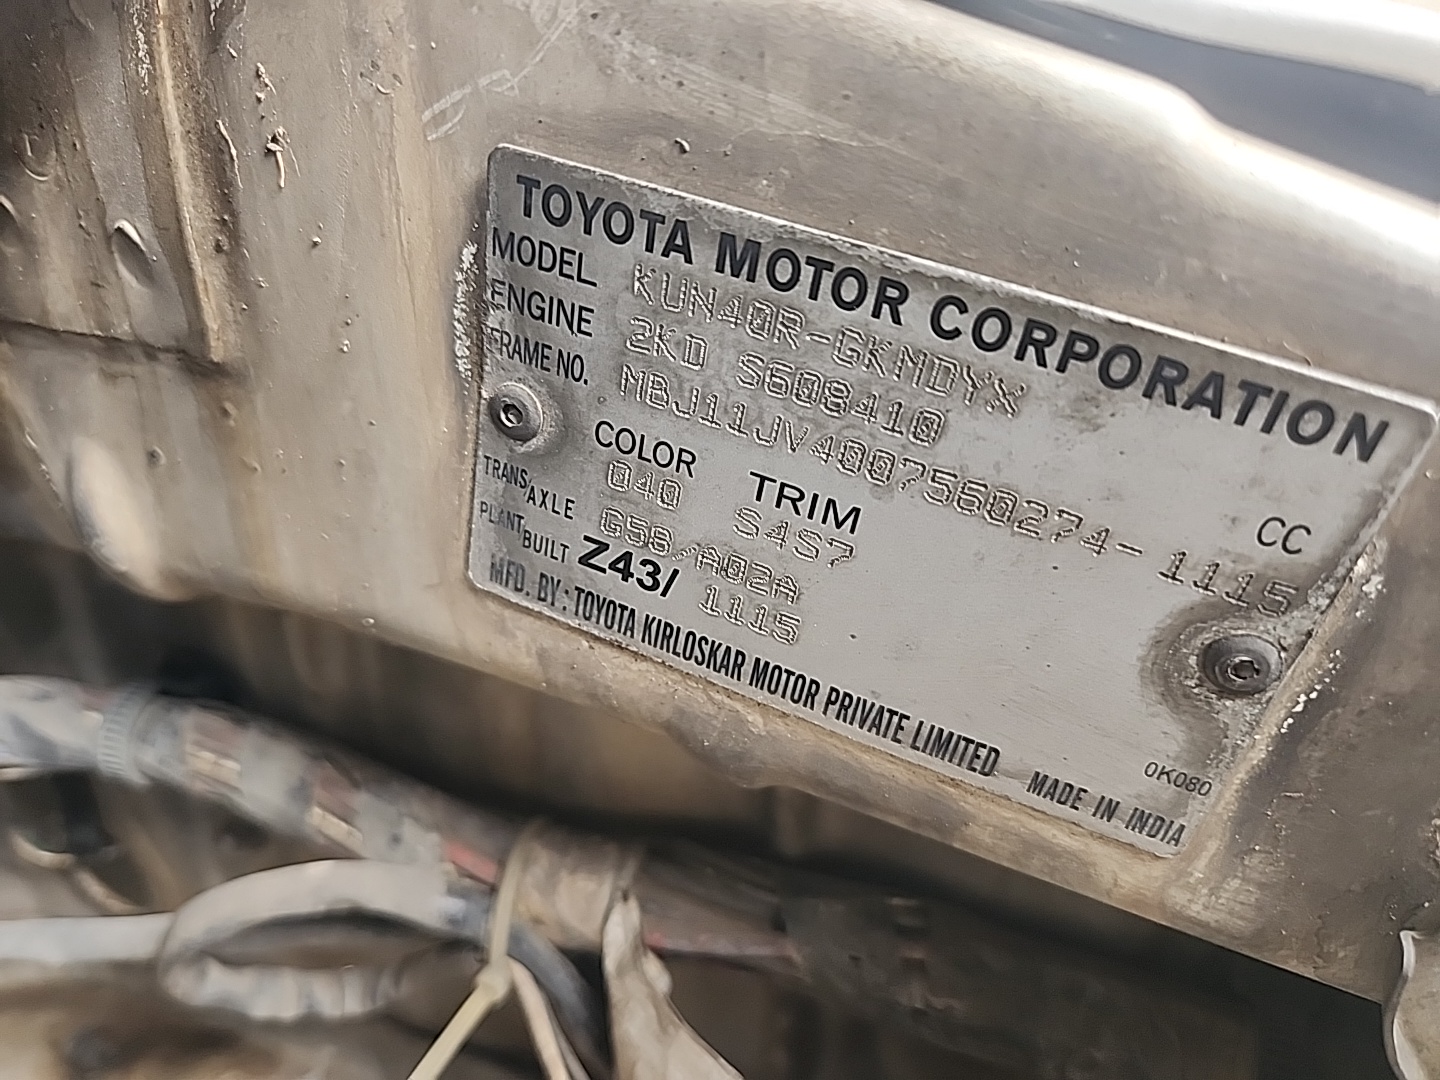 TOYOTA MOTOR CORPORATION
MODEL KUN40R-GKMDYX
ENGINE 2KD S608410 CC
FRAME NO. MBJ11JV4007560274-1115
COLOR TRIM
040 S4S7
TRANS/AXLE G58/A02A
PLANT/BUILT Z43/ 1115
MFD. BY: TOYOTA KIRLOSKAR MOTOR PRIVATE LIMITED MADE IN INDIA
0K080